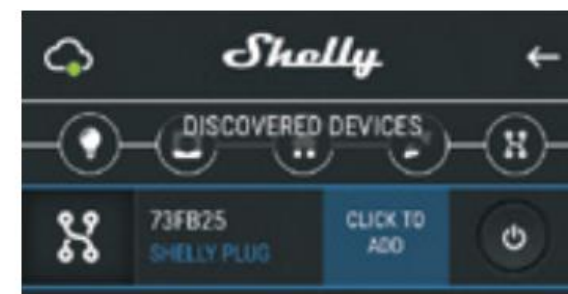 Shelly
DISCOVERED DEVICES
73FB25
SHELLY PLUG
CLICK TO
ADD